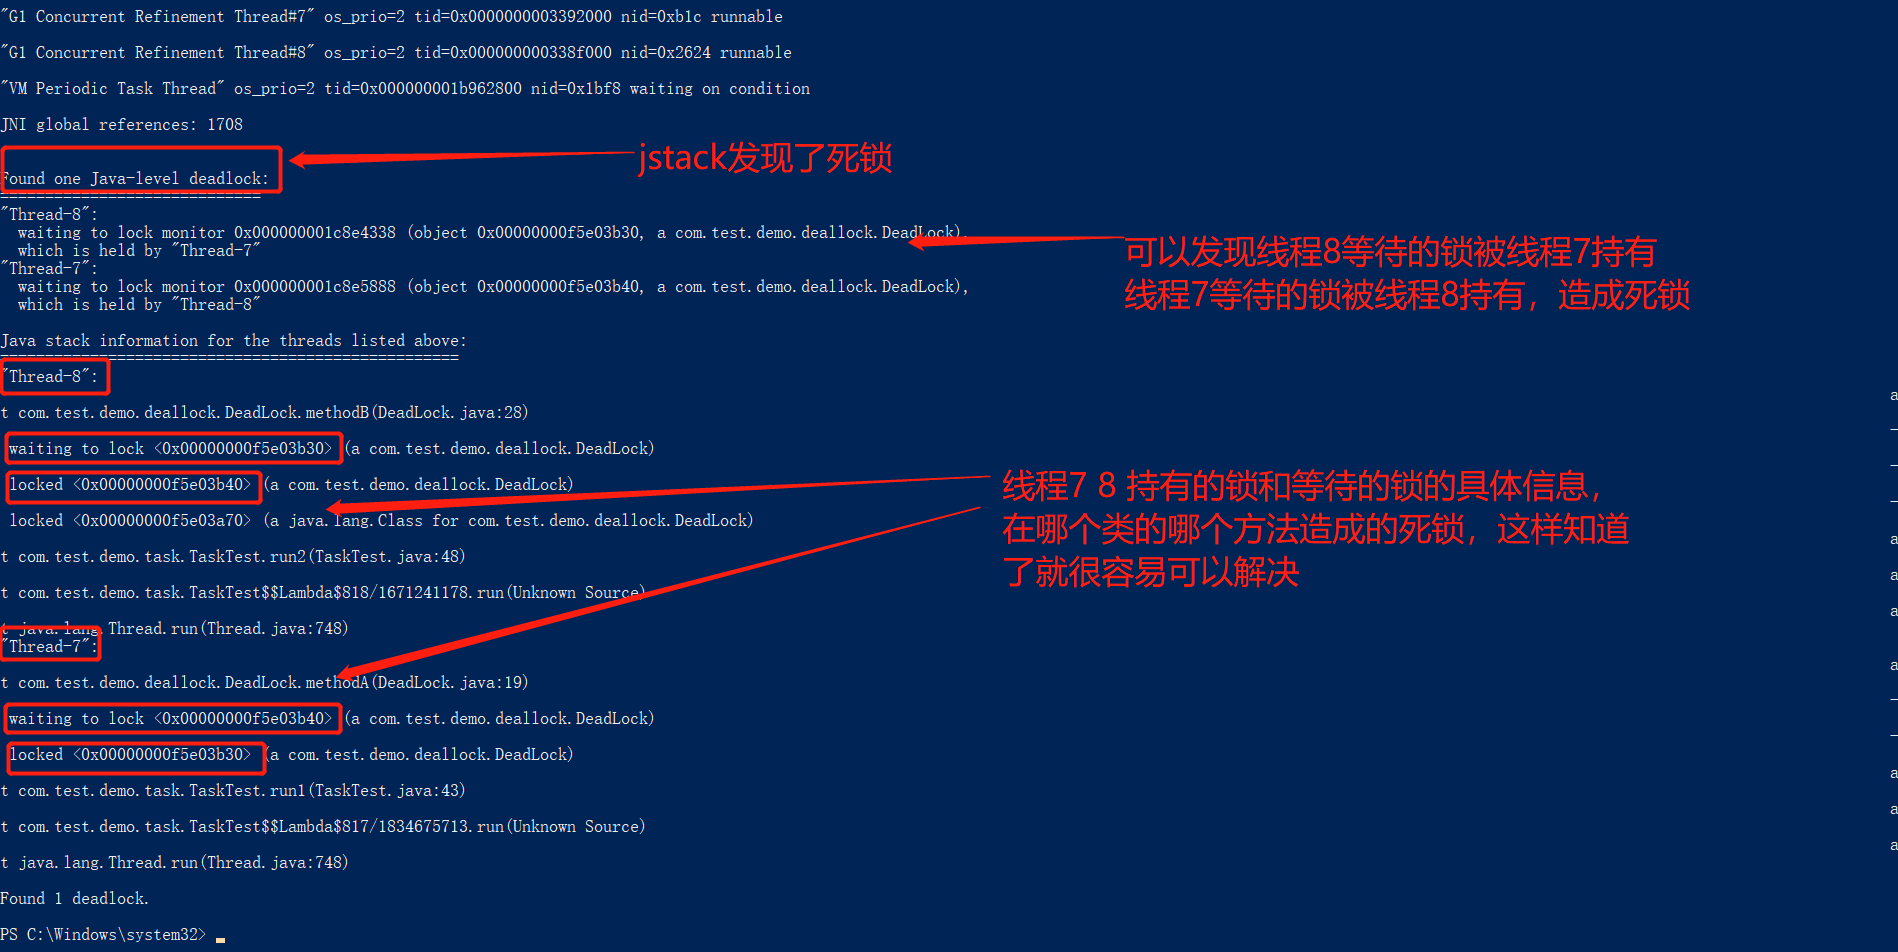 "G1 Concurrent Refinement Thread#7" os_prio=2 tid=0x0000000003392000 nid=0xb1c runnable
"G1 Concurrent Refinement Thread#8" os_prio=2 tid=0x000000000338f000 nid=0x2624 runnable
"VM Periodic Task Thread" os_prio=2 tid=0x000000001b962800 nid=0x1bf8 waiting on condition
JNI global references: 1708
jstack发现了死锁
Found one Java-level deadlock:
=============================
"Thread-8":
waiting to lock monitor 0x000000001c8e4338 (object 0x00000000f5e03b30, a com.test.demo.deallock.DeadLock),
which is held by "Thread-7"
"Thread-7":
waiting to lock monitor 0x000000001c8e5888 (object 0x00000000f5e03b40, a com.test.demo.deallock.DeadLock),
which is held by "Thread-8"
可以发现线程8等待的锁被线程7持有
线程7等待的锁被线程8持有，造成死锁
Java stack information for the threads listed above:
===================================================
"Thread-8":
t com.test.demo.deallock.DeadLock.methodB(DeadLock.java:28)
waiting to lock <0x00000000f5e03b30> (a com.test.demo.deallock.DeadLock)
locked <0x00000000f5e03b40> (a com.test.demo.deallock.DeadLock)
locked <0x00000000f5e03a70> (a java.lang.Class for com.test.demo.deallock.DeadLock)
t com.test.demo.task.TaskTest.run2(TaskTest.java:48)
t com.test.demo.task.TaskTest$$Lambda$818/1671241178.run(Unknown Source)
t java.lang.Thread.run(Thread.java:748)
线程7 8 持有的锁和等待的锁的具体信息，
在哪个类的哪个方法造成的死锁，这样知道
了就很容易可以解决
"Thread-7":
t com.test.demo.deallock.DeadLock.methodA(DeadLock.java:19)
waiting to lock <0x00000000f5e03b40> (a com.test.demo.deallock.DeadLock)
locked <0x00000000f5e03b30> (a com.test.demo.deallock.DeadLock)
t com.test.demo.task.TaskTest.run1(TaskTest.java:43)
t com.test.demo.task.TaskTest$$Lambda$817/1834675713.run(Unknown Source)
t java.lang.Thread.run(Thread.java:748)
Found 1 deadlock.
PS C:\Windows\system32>
a
-
-
-
a
a
a
a
-
-
a
a
a